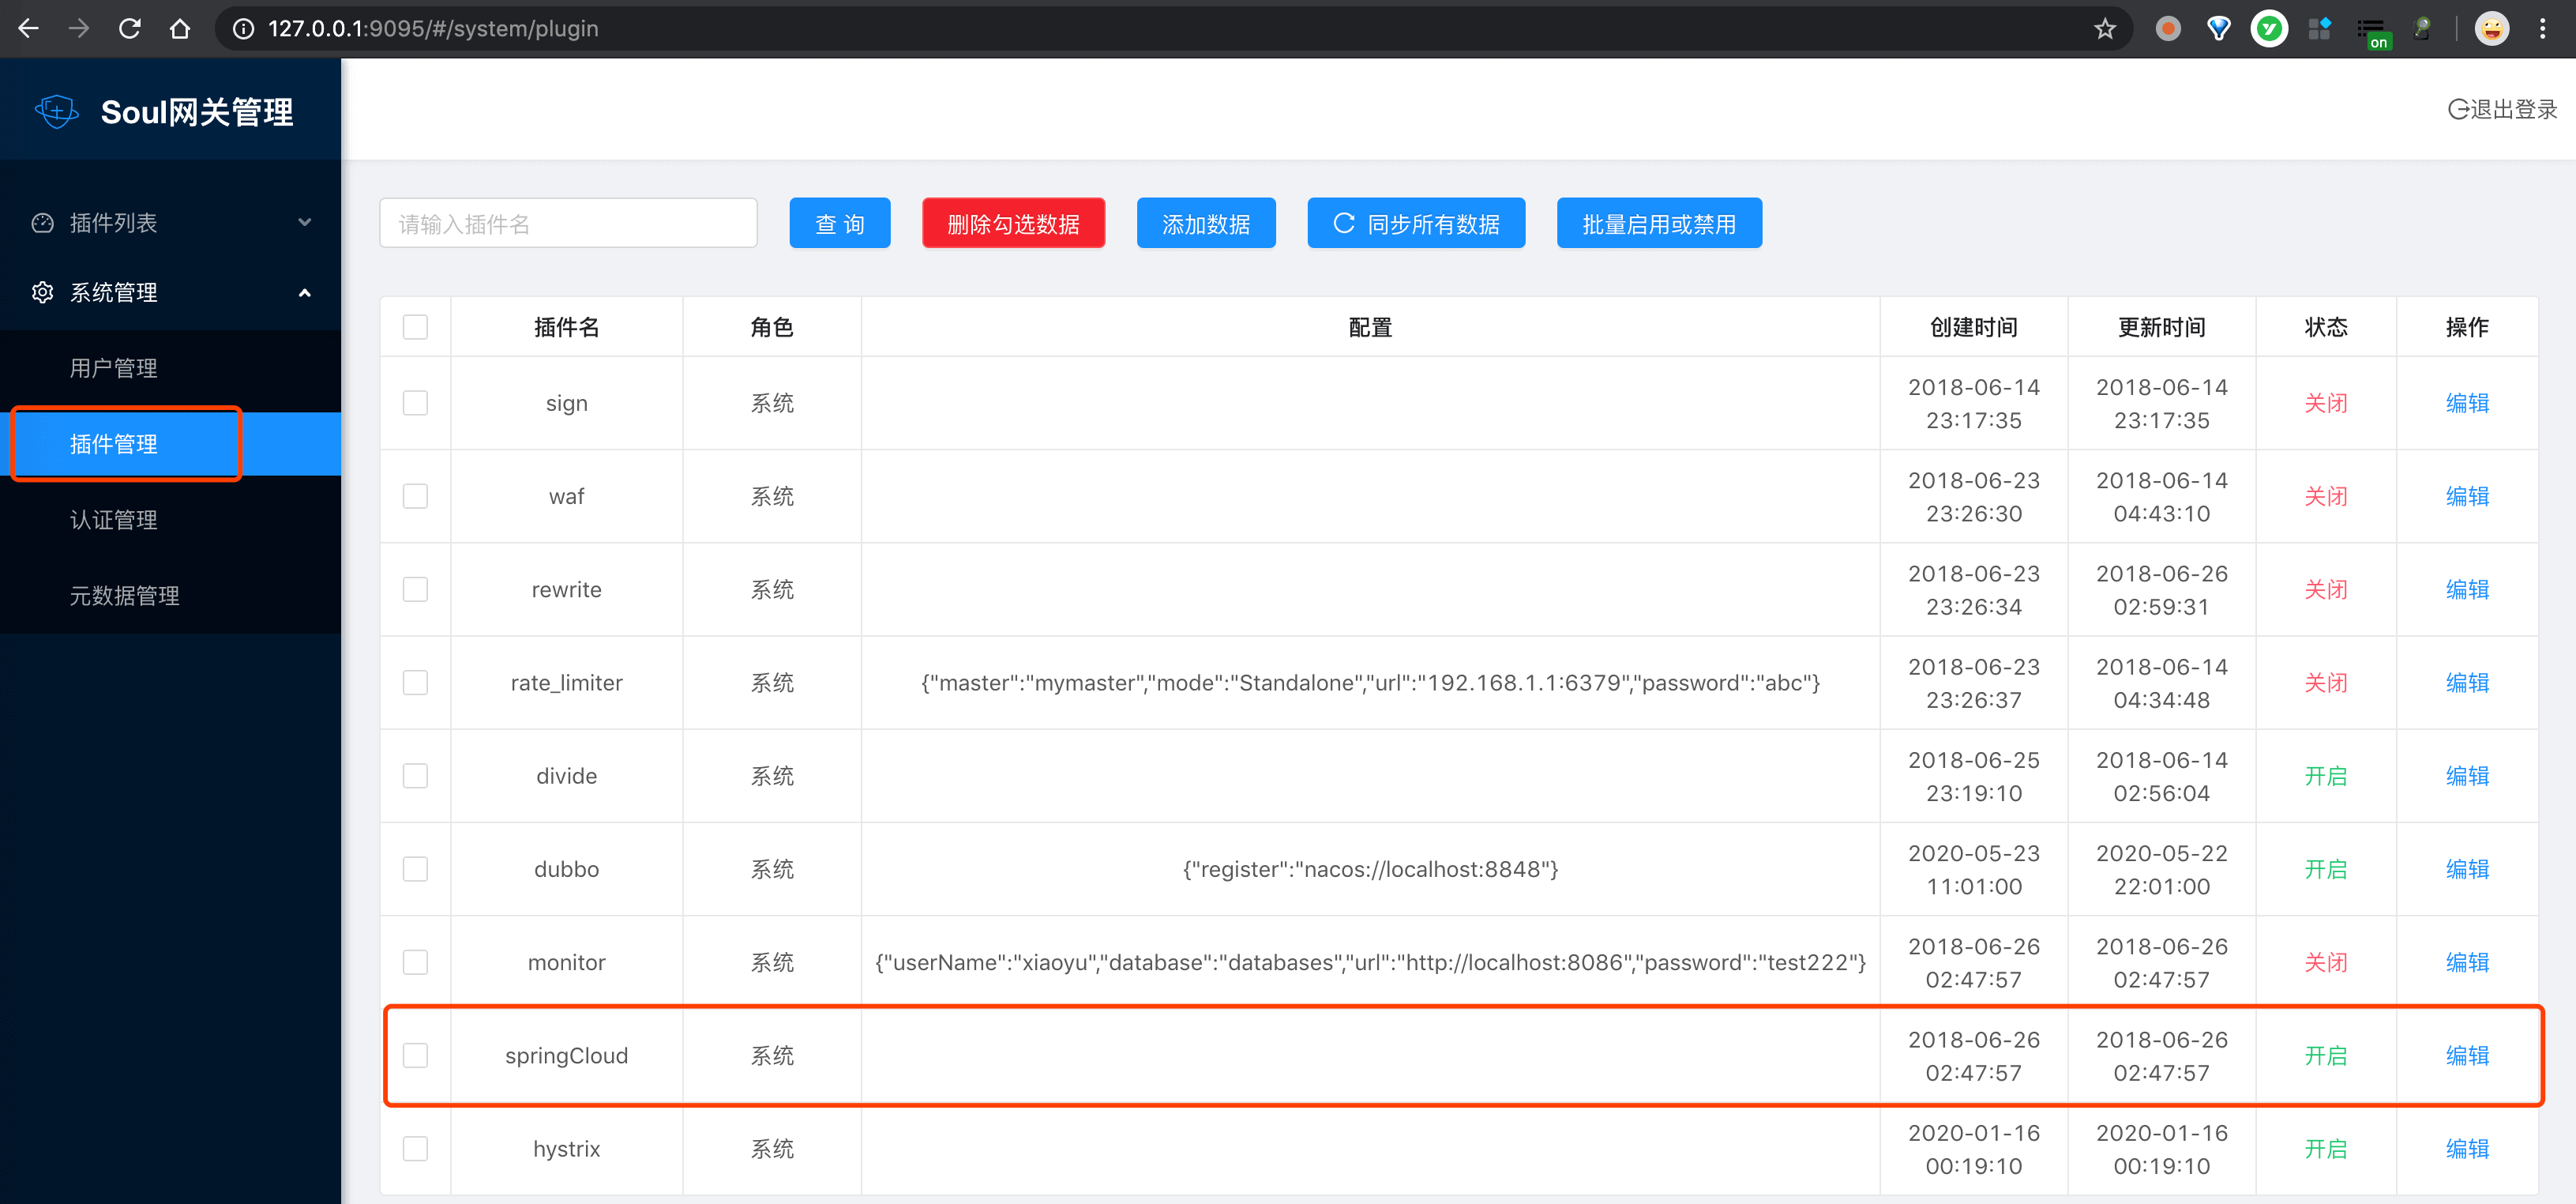 127.0.0.1:9095/#/system/plugin
on
Soul网关管理
退出登录
插件列表
系统管理
用户管理
插件管理
认证管理
元数据管理
请输入插件名
查 询
删除勾选数据
添加数据
同步所有数据
批量启用或禁用
插件名 角色 配置 创建时间 更新时间 状态 操作
sign 系统 2018-06-14 23:17:35 2018-06-14 23:17:35 关闭 编辑
waf 系统 2018-06-23 23:26:30 2018-06-14 04:43:10 关闭 编辑
rewrite 系统 2018-06-23 23:26:34 2018-06-26 02:59:31 关闭 编辑
rate_limiter 系统 {"master":"mymaster","mode":"Standalone","url":"192.168.1.1:6379","password":"abc"} 2018-06-23 23:26:37 2018-06-14 04:34:48 关闭 编辑
divide 系统 2018-06-25 23:19:10 2018-06-14 02:56:04 开启 编辑
dubbo 系统 {"register":"nacos://localhost:8848"} 2020-05-23 11:01:00 2020-05-22 22:01:00 开启 编辑
monitor 系统 {"userName":"xiaoyu","database":"databases","url":"http://localhost:8086","password":"test222"} 2018-06-26 02:47:57 2018-06-26 02:47:57 关闭 编辑
springCloud 系统 2018-06-26 02:47:57 2018-06-26 02:47:57 开启 编辑
hystrix 系统 2020-01-16 00:19:10 2020-01-16 00:19:10 开启 编辑